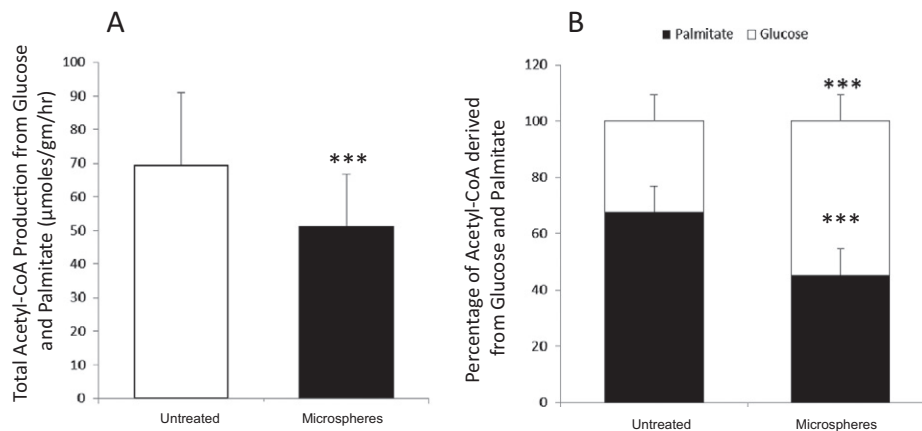 A
Total Acetyl-CoA Production from Glucose
and Palmitate (μmoles/gm/hr)
100
90
80
70
60
50
40
30
20
10
0
***
Untreated
Microspheres
B
Palmitate
Glucose
Percentage of Acetyl-CoA derived
from Glucose and Palmitate
120
100
80
60
40
20
0
***
***
Untreated
Microspheres